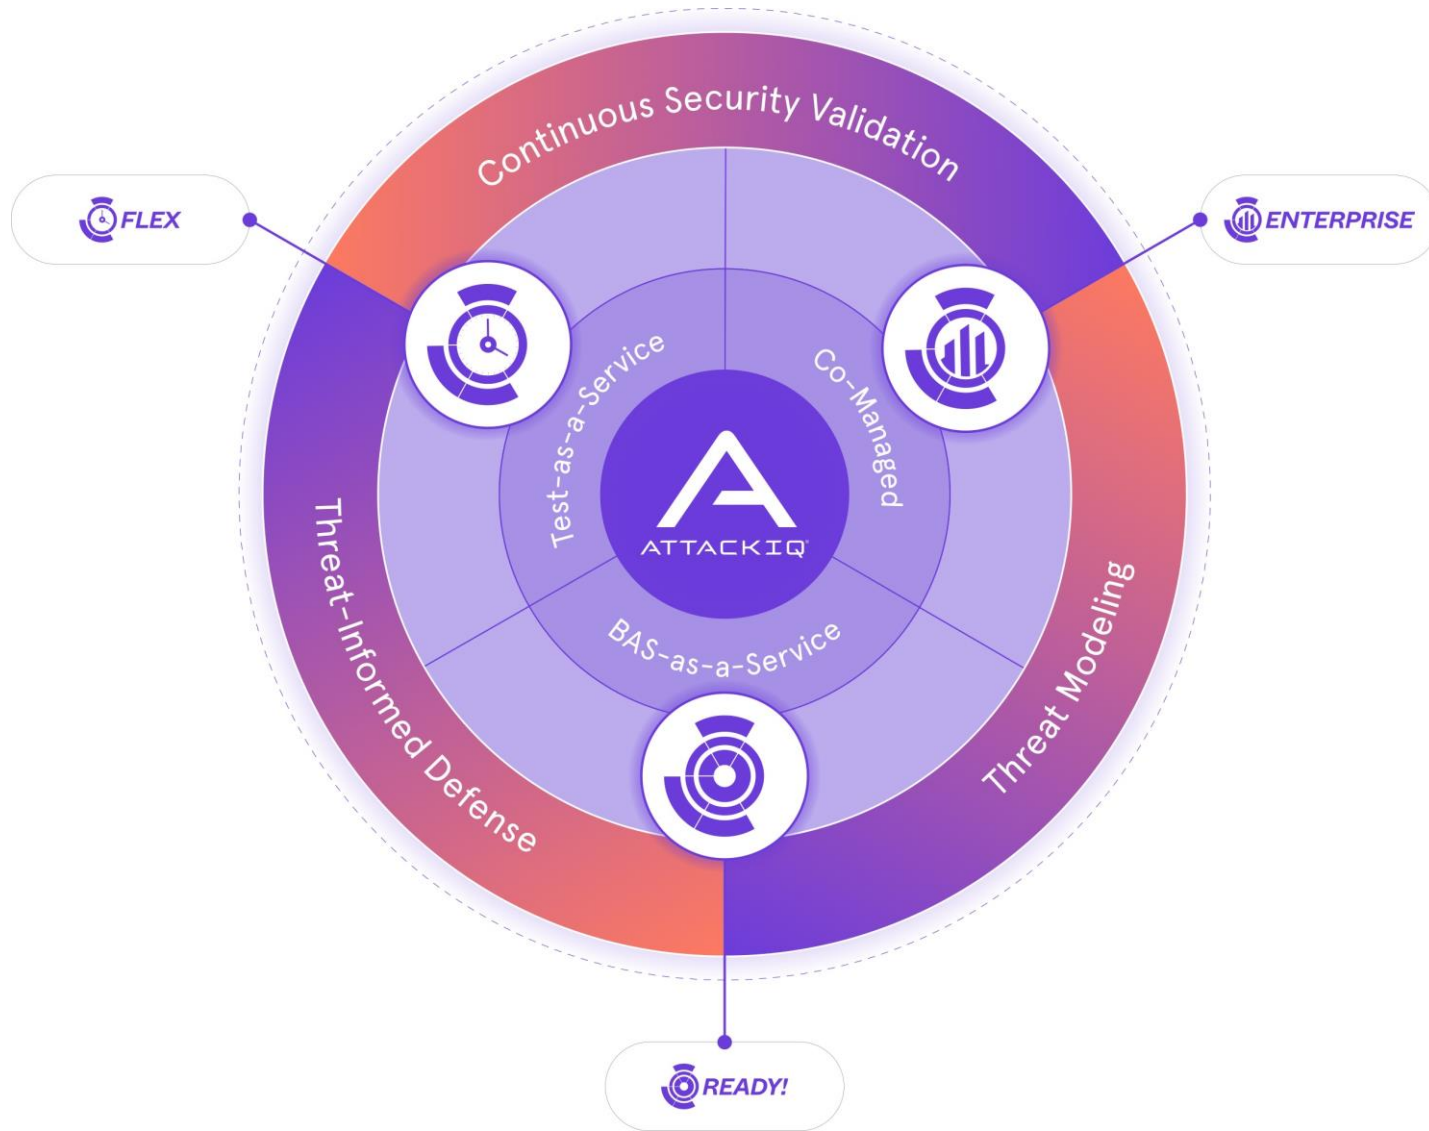 Continuous Security Validation
FLEX
ENTERPRISE
Test-as-a-Service
Co-Managed
ATTACKIQ
BAS-as-a-Service
Threat-Informed Defense
Threat Modeling
READY!